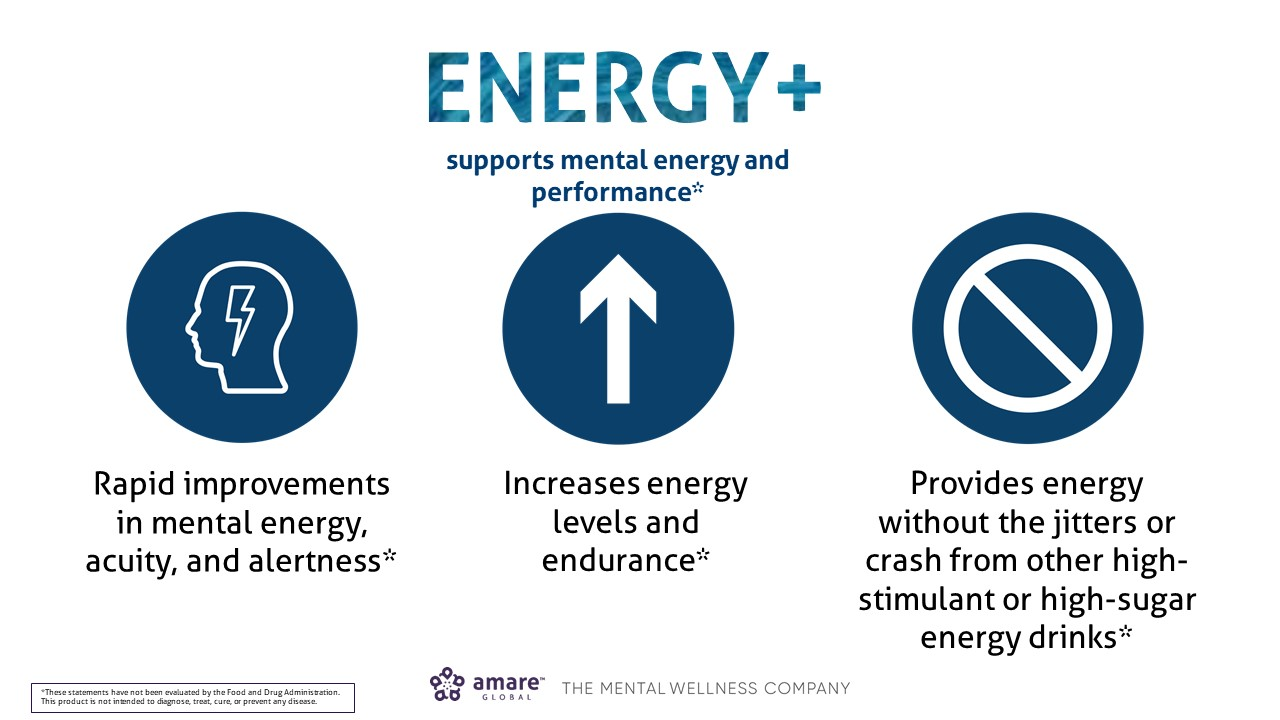 ENERGY+
supports mental energy and
performance*
Rapid improvements
in mental energy,
acuity, and alertness*
Increases energy
levels and
endurance*
Provides energy
without the jitters or
crash from other high-
stimulant or high-sugar
energy drinks*
*These statements have not been evaluated by the Food and Drug Administration.
This product is not intended to diagnose, treat, cure, or prevent any disease.
amare™
GLOBAL
THE MENTAL WELLNESS COMPANY